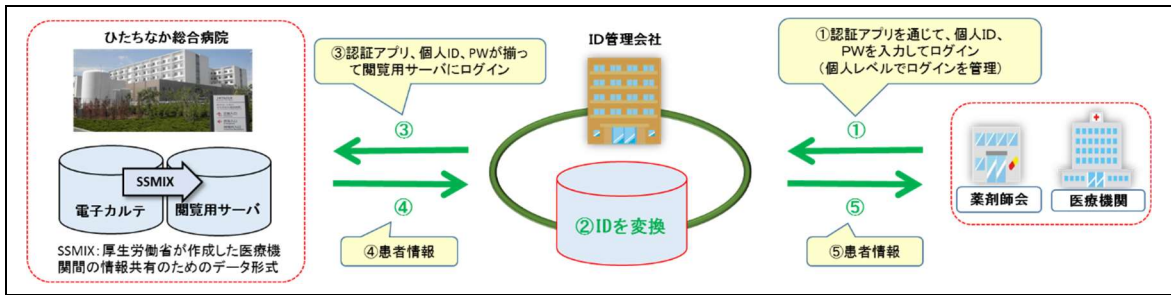 ひたちなか総合病院
SSMIX
電子カルテ
閲覧用サーバ
SSMIX:厚生労働省が作成した医療機
関間の情報共有のためのデータ形式
③認証アプリ、個人ID、PWが揃っ
て閲覧用サーバにログイン
③
④
④患者情報
ID管理会社
②IDを変換
①認証アプリを通じて、個人ID、
PWを入力してログイン
(個人レベルでログインを管理)
①
⑤
⑤患者情報
薬剤師会
医療機関